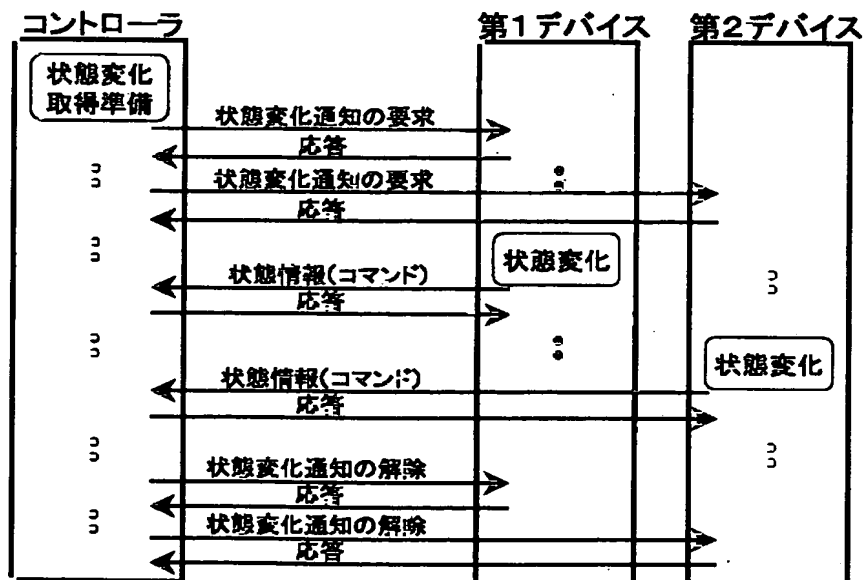 コントローラ
第1デバイス
第2デバイス
状態変化
取得準備
状態変化通知の要求
応答
状態変化通知の要求
応答
状態変化
状態情報(コマンド)
応答
状態変化
状態情報(コマンド)
応答
状態変化通知の解除
応答
状態変化通知の解除
応答